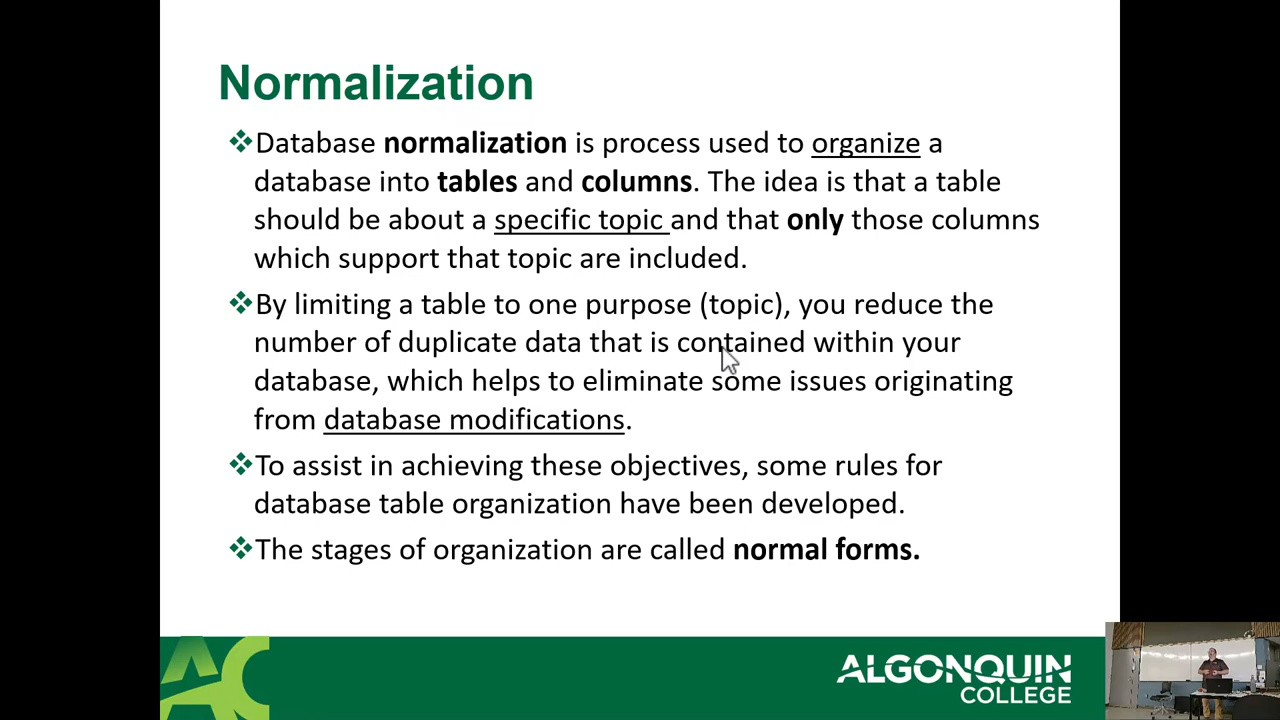 Normalization
❖Database normalization is process used to organize a
database into tables and columns. The idea is that a table
should be about a specific topic and that only those columns
which support that topic are included.
❖By limiting a table to one purpose (topic), you reduce the
number of duplicate data that is contained within your
database, which helps to eliminate some issues originating
from database modifications.
❖To assist in achieving these objectives, some rules for
database table organization have been developed.
❖The stages of organization are called normal forms.
AC
ALGONQUIN
COLLEGE